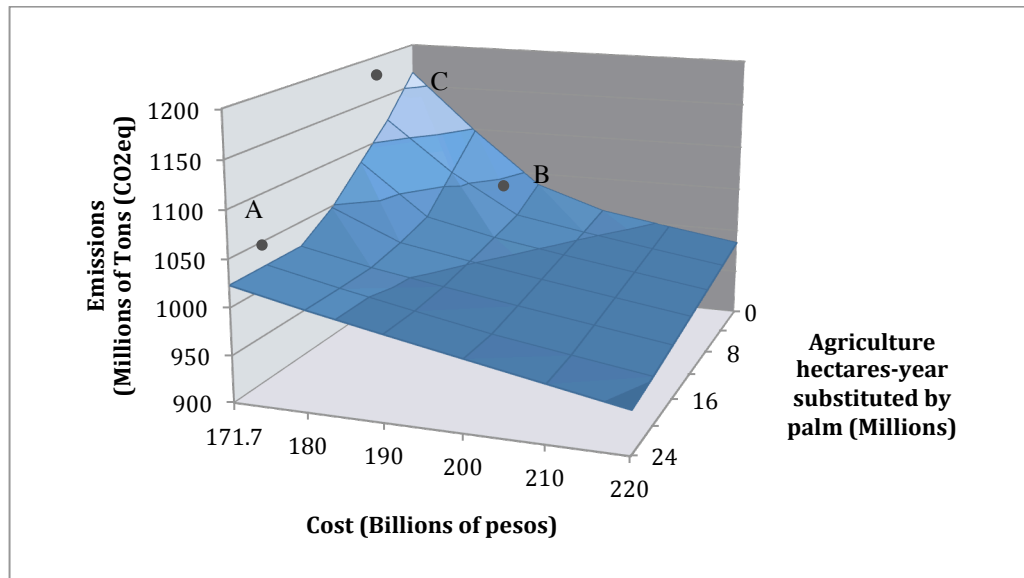 C
1200
B
1150
A
1100
1050
1000
950
900
Emissions
(Millions of Tons (CO2eq)
171.7
180
190
200
210
220
Cost (Billions of pesos)
0
8
16
24
Agriculture
hectares-year
substituted by
palm (Millions)